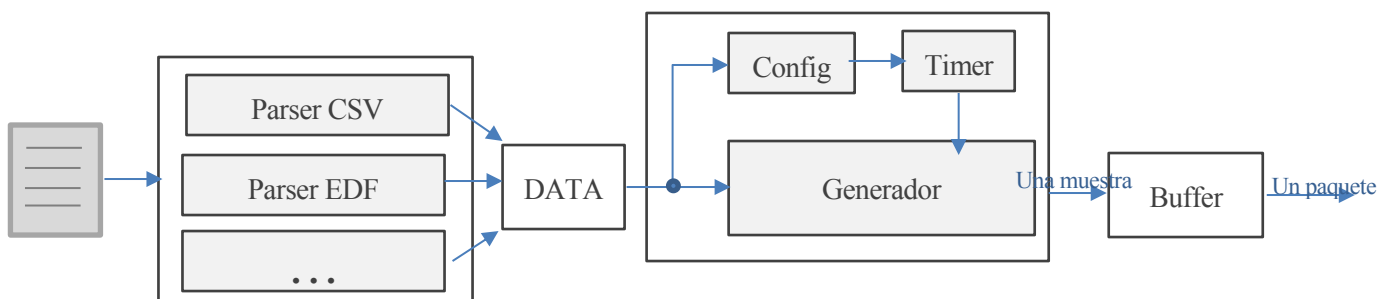 Parser CSV
Parser EDF
...
DATA
Config
Timer
Generador
Una muestra
Buffer
Un paquete